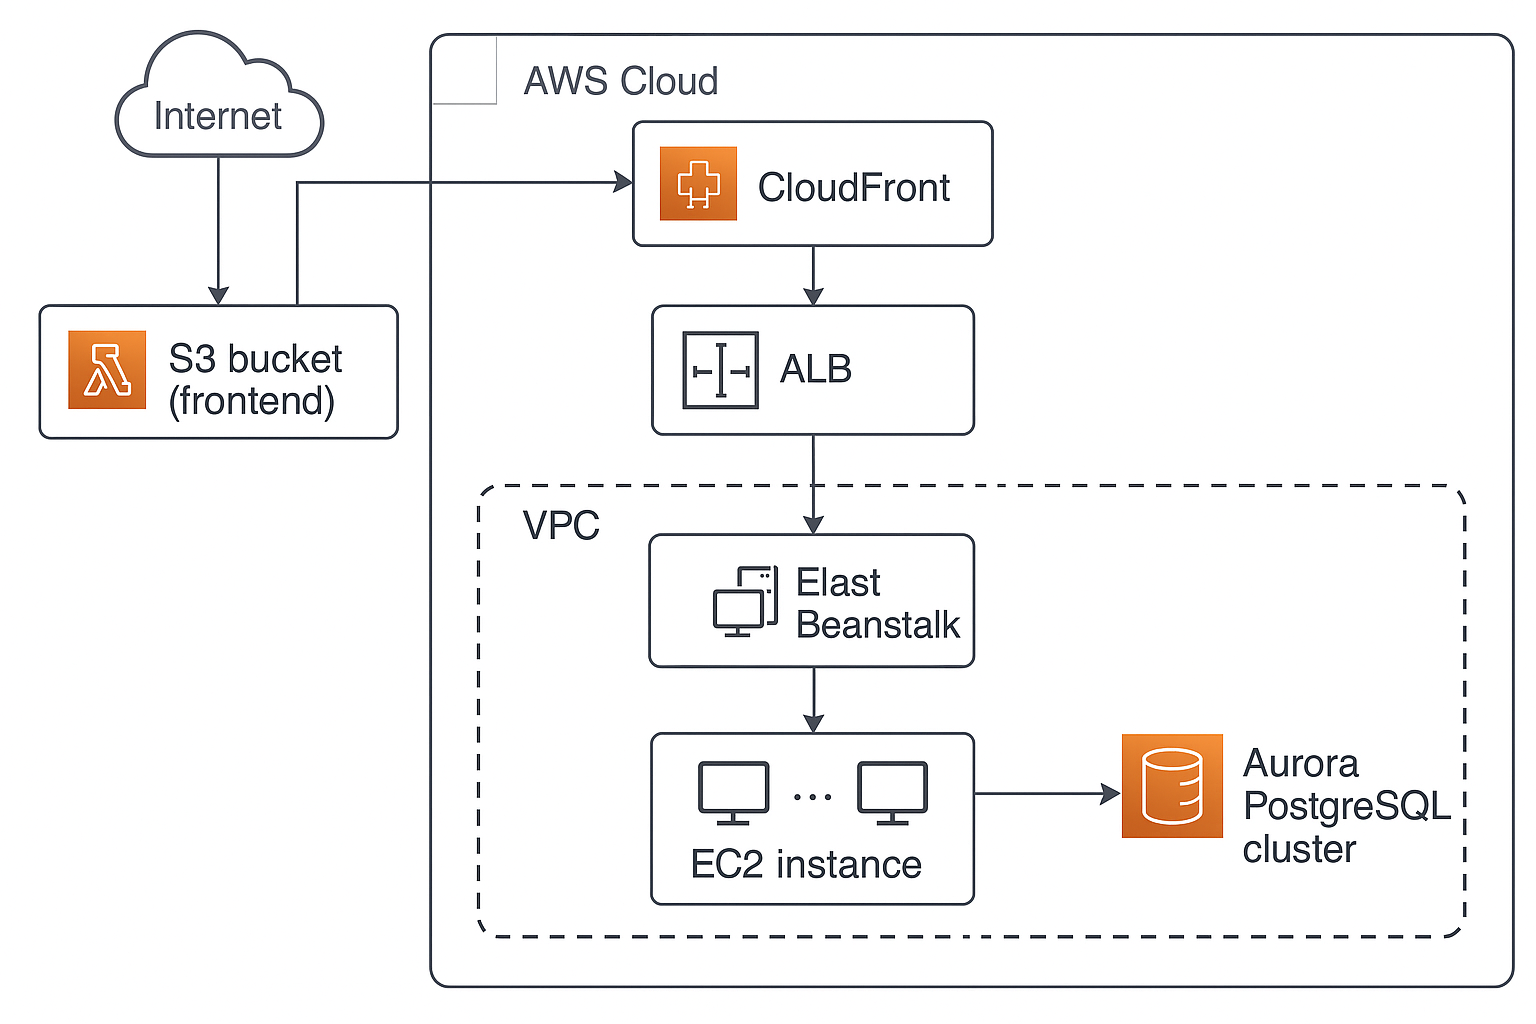 Internet
AWS Cloud
CloudFront
S3 bucket
(frontend)
ALB
VPC
Elast
Beanstalk
EC2 instance
Aurora
PostgreSQL
cluster